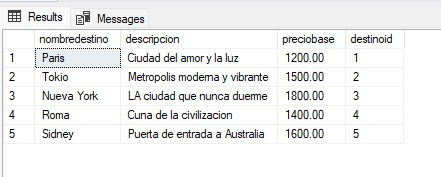 Results Messages
nombredestino descripcion preciobase destinoid
1 Paris Ciudad del amor y la luz 1200.00 1
2 Tokio Metropolis moderna y vibrante 1500.00 2
3 Nueva York LA ciudad que nunca duerme 1800.00 3
4 Roma Cuna de la civilizacion 1400.00 4
5 Sidney Puerta de entrada a Australia 1600.00 5